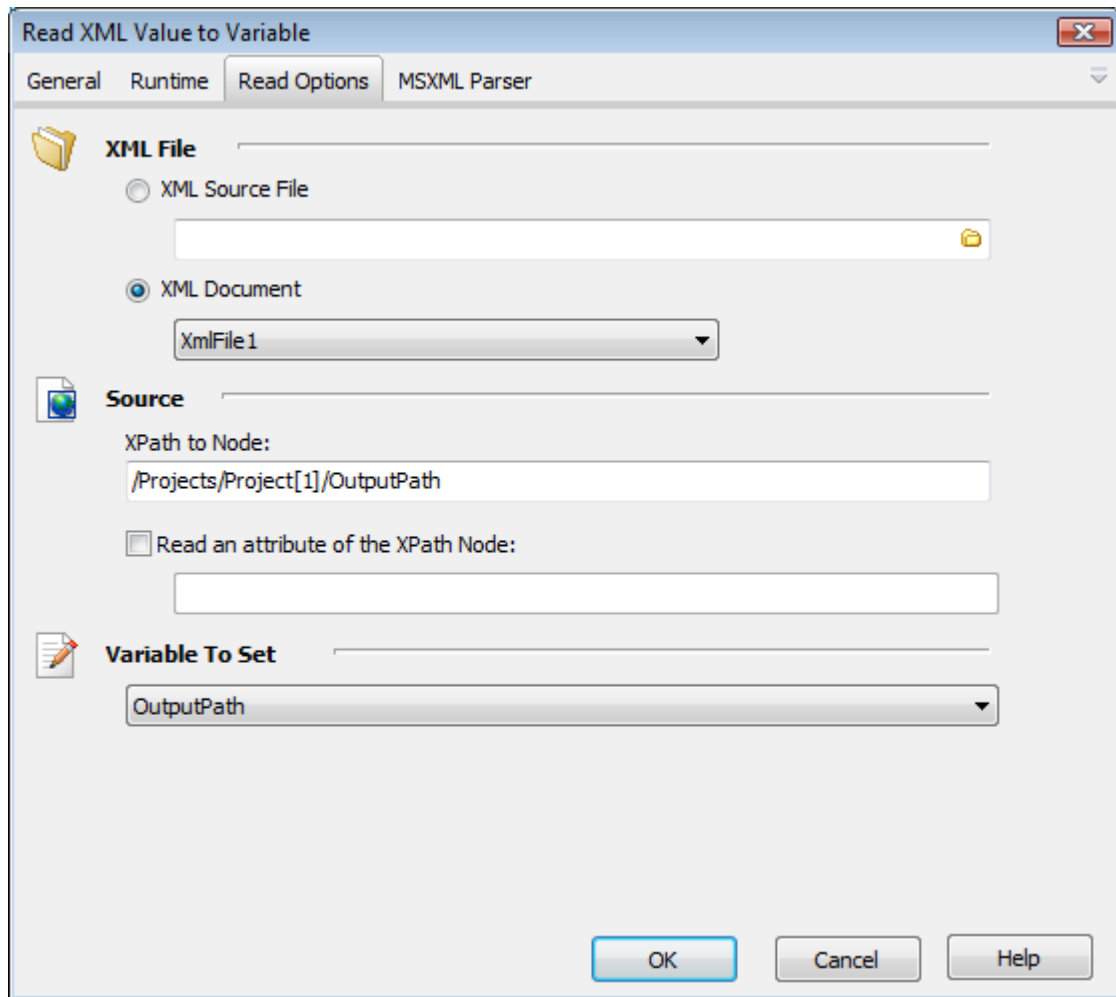 Read XML Value to Variable
General Runtime Read Options MSXML Parser
XML File
XML Source File
XML Document
XmlFile1
Source
XPath to Node:
/Projects/Project[1]/OutputPath
Read an attribute of the XPath Node:
Variable To Set
OutputPath
OK Cancel Help